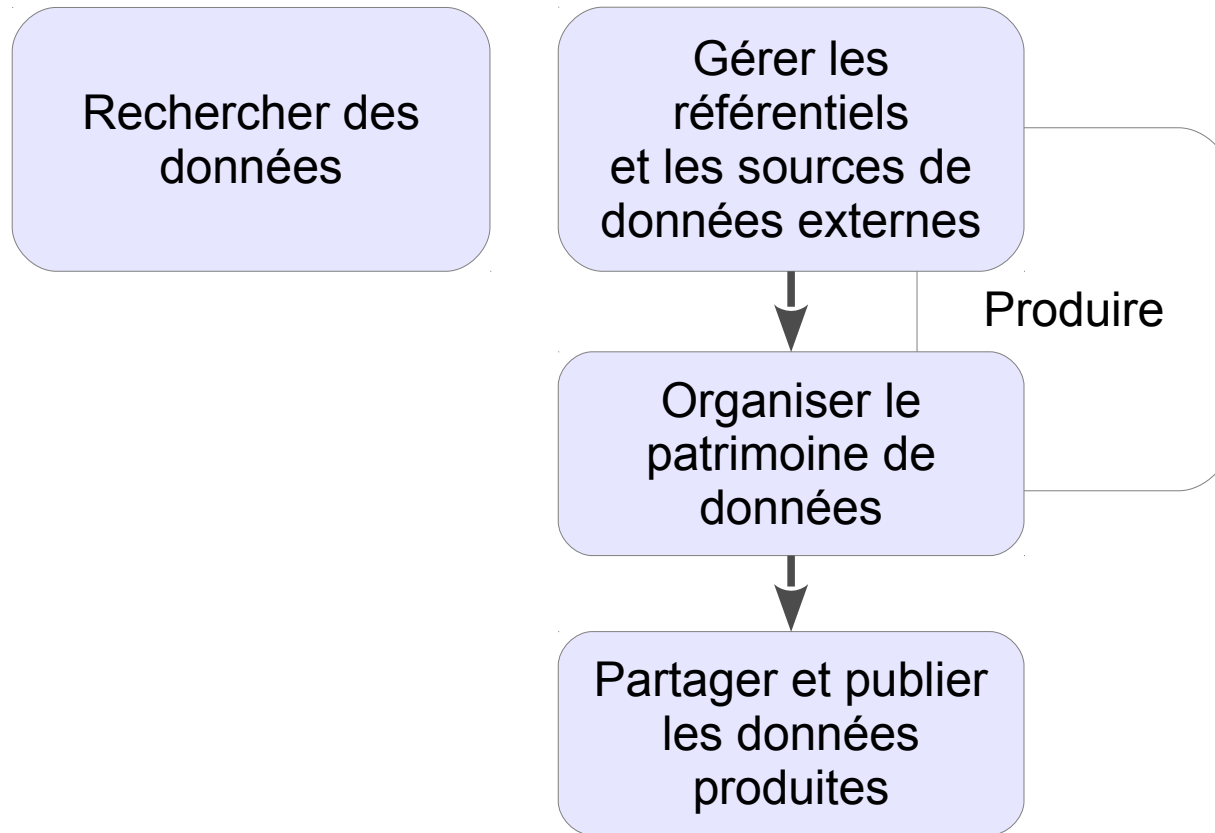 Rechercher des
données
Gérer les
référentiels
et les sources de
données externes
Produire
Organiser le
patrimoine de
données
Partager et publier
les données
produites